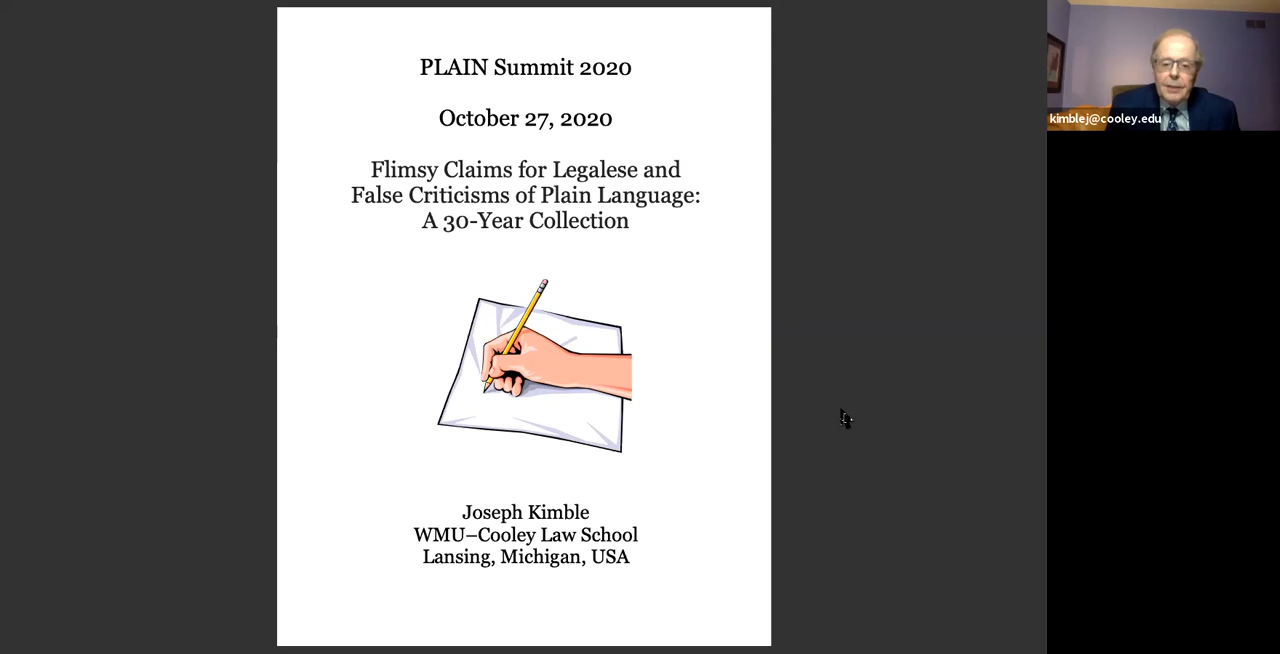 PLAIN Summit 2020
October 27, 2020
Flimsy Claims for Legalese and
False Criticisms of Plain Language:
A 30-Year Collection
Joseph Kimble
WMU–Cooley Law School
Lansing, Michigan, USA
kimblej@cooley.edu